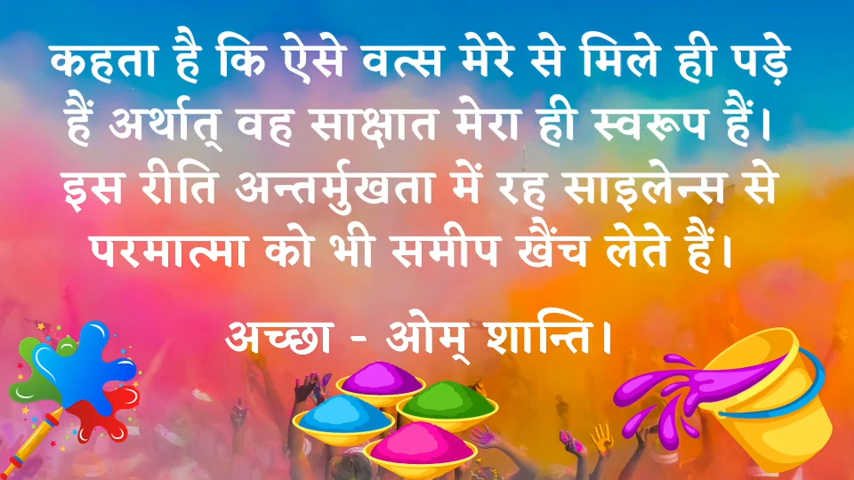 कहता है कि ऐसे वत्स मेरे से मिले ही पड़े
हैं अर्थात् वह साक्षात मेरा ही स्वरूप हैं।
इस रीति अन्तर्मुखता में रह साइलेन्स से
परमात्मा को भी समीप खैंच लेते हैं।
अच्छा - ओम् शान्ति।